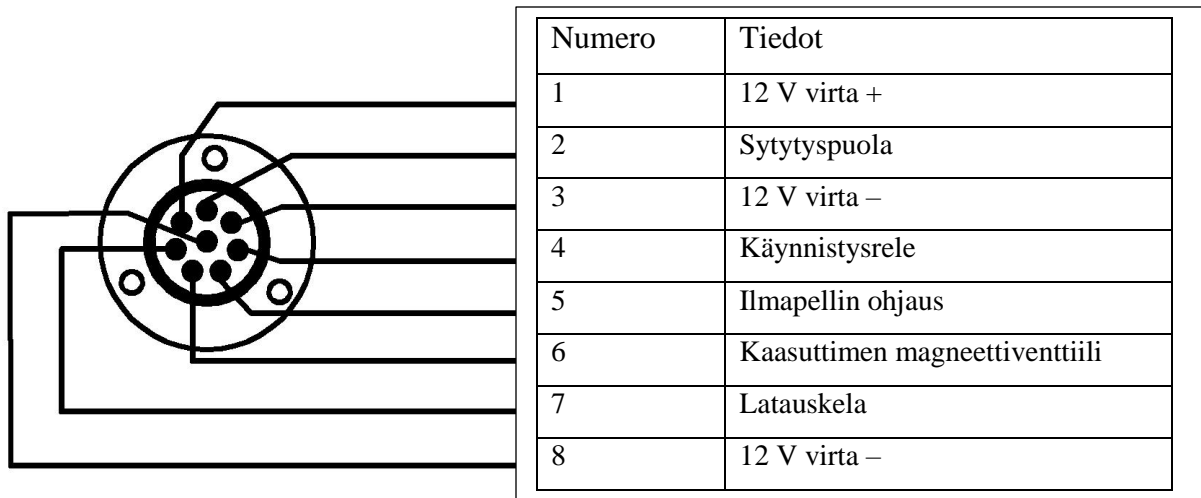 Numero Tiedot
1 12 V virta +
2 Sytytyspuola
3 12 V virta –
4 Käynnistysrele
5 Ilmapellin ohjaus
6 Kaasuttimen magneettiventtiili
7 Latauskela
8 12 V virta –